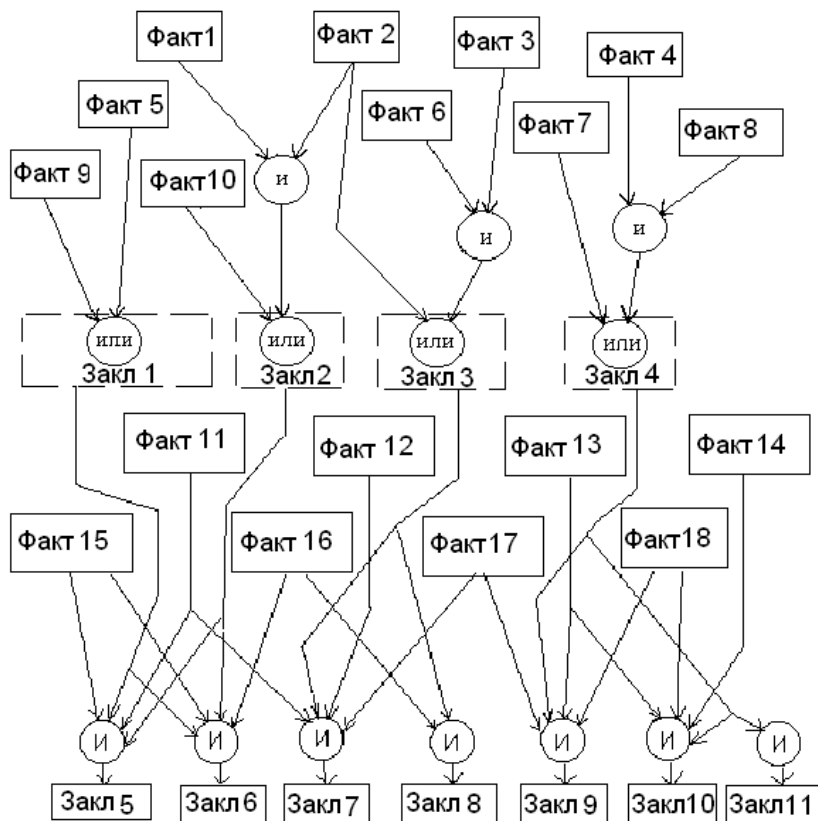 Факт1
Факт 2
Факт 3
Факт 4
Факт 5
Факт 6
Факт7
Факт8
Факт 9
Факт10
и
и
и
или
или
или
или
Закл 1
Закл2
Закл 3
Закл 4
Факт 11
Факт 12
Факт 13
Факт 14
Факт 15
Факт 16
Факт17
Факт18
И
И
И
И
И
И
И
Закл 5
Закл6
Закл 7
Закл 8
Закл 9
Закл10
Закл11